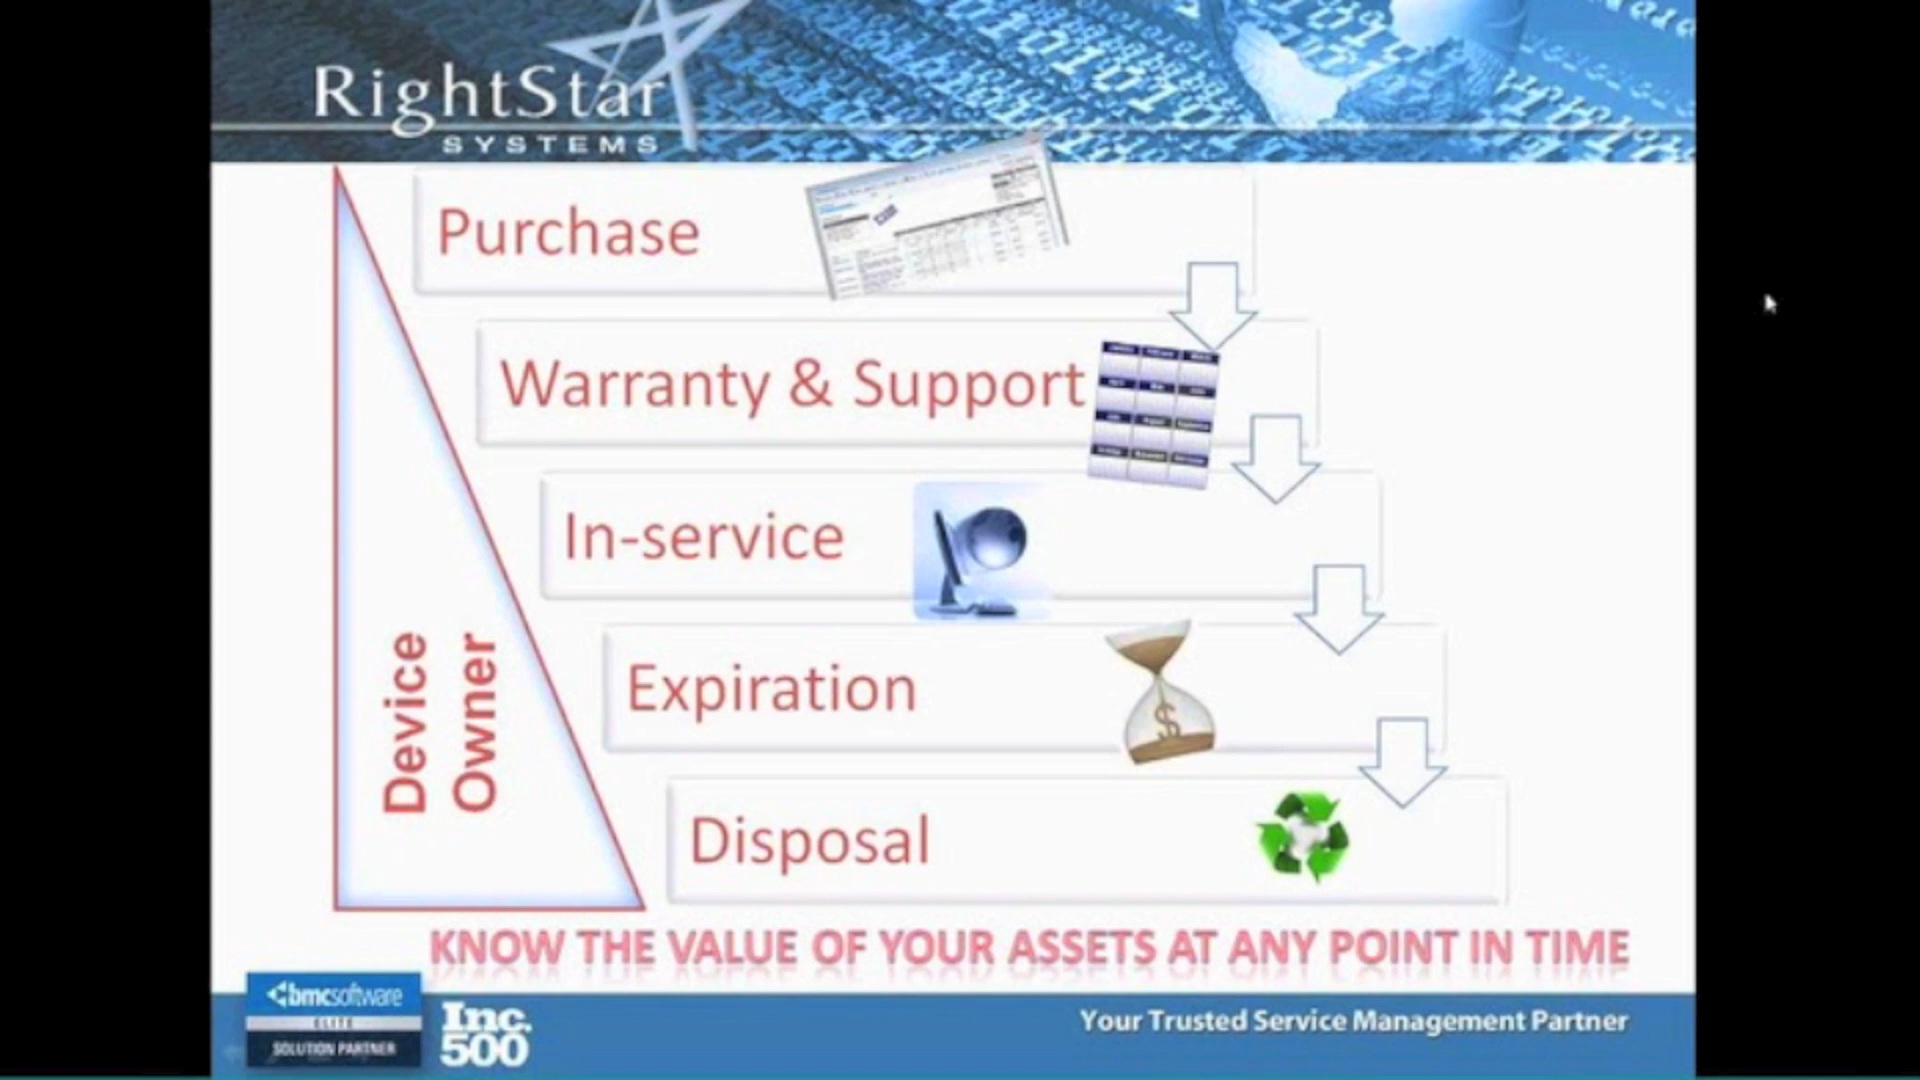 RightStar
SYSTEMS
Purchase
Warranty & Support
In-service
Expiration
$
Disposal
Device
Owner
KNOW THE VALUE OF YOUR ASSETS AT ANY POINT IN TIME
bmcsoftware
ELITE
SOLUTION PARTNER
Inc.
500
Your Trusted Service Management Partner